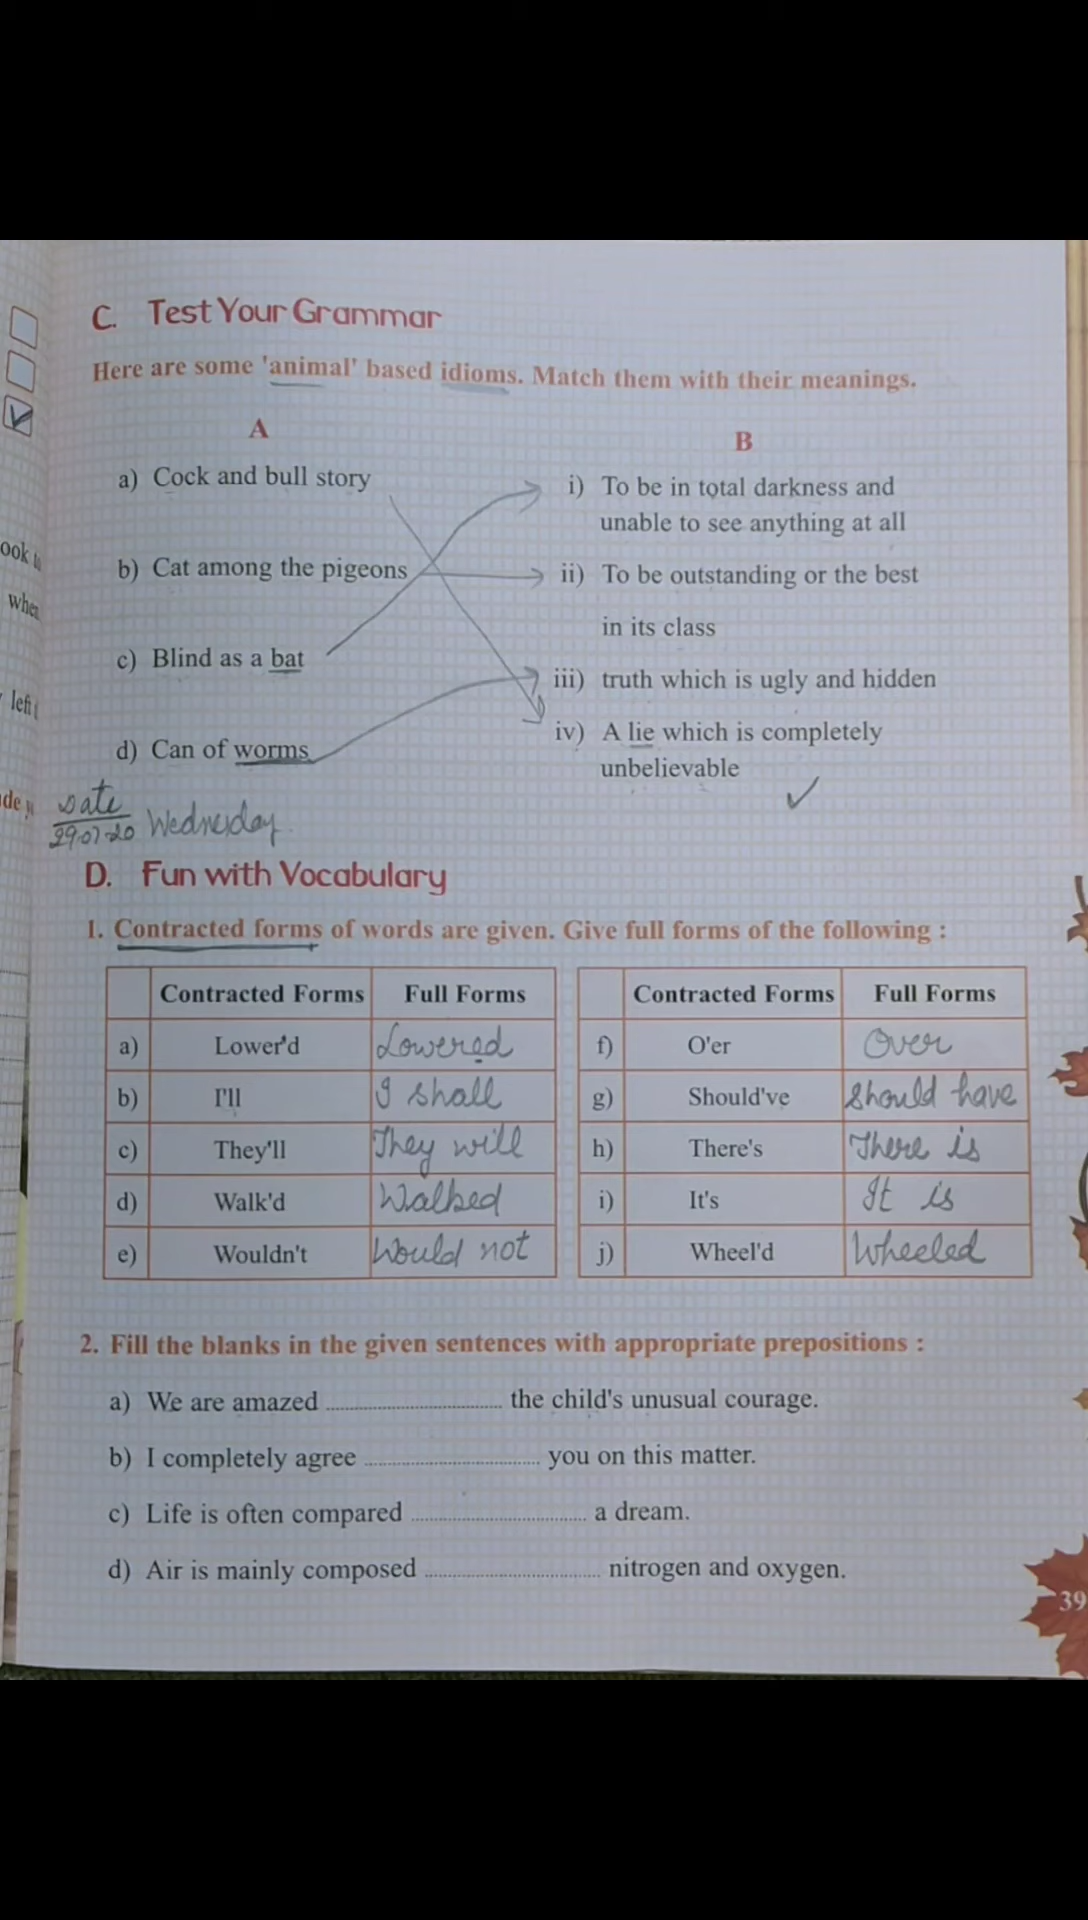 C. Test Your Grammar
Here are some 'animal' based idioms. Match them with their meanings.
A
B
a) Cock and bull story
i) To be in total darkness and
unable to see anything at all
b) Cat among the pigeons
ii) To be outstanding or the best
in its class
c) Blind as a bat
iii) truth which is ugly and hidden
d) Can of worms
iv) A lie which is completely
unbelievable
ook
left
Date
29.07.20 Wednesday
D. Fun with Vocabulary
1. Contracted forms of words are given. Give full forms of the following :
Contracted Forms Full Forms Contracted Forms Full Forms
a) Lower'd Lowered f) O'er Over
b) I'll I shall g) Should've Should have
c) They'll They will h) There's There is
d) Walk'd Walked i) It's It is
e) Wouldn't Would not j) Wheel'd Wheeled
2. Fill the blanks in the given sentences with appropriate prepositions :
a) We are amazed .............................. the child's unusual courage.
b) I completely agree .............................. you on this matter.
c) Life is often compared .............................. a dream.
d) Air is mainly composed .............................. nitrogen and oxygen.
39